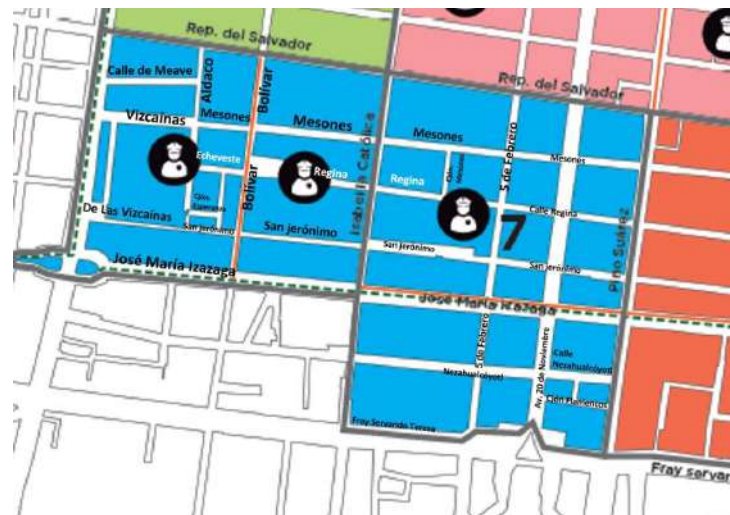 Rep. del Salvador
Calle de Meave
Aldaco
Bolívar
Rep. del Salvador
Vizcaínas
Mesones
Mesones
Mesones
Mesones
5 de Febrero
Isabel la Católica
Echeveste
Regina
Regina
Calle Regina
Bolívar
7
Pino Suárez
De Las Vizcaínas
San Jerónimo
San Jerónimo
San Jerónimo
San Jerónimo
José María Izazaga
José María Izazaga
5 de Febrero
Av. 20 de Noviembre
Calle
Nezahualcóyotl
Nezahualcóyotl
Fray Servando Teresa
Fray servan